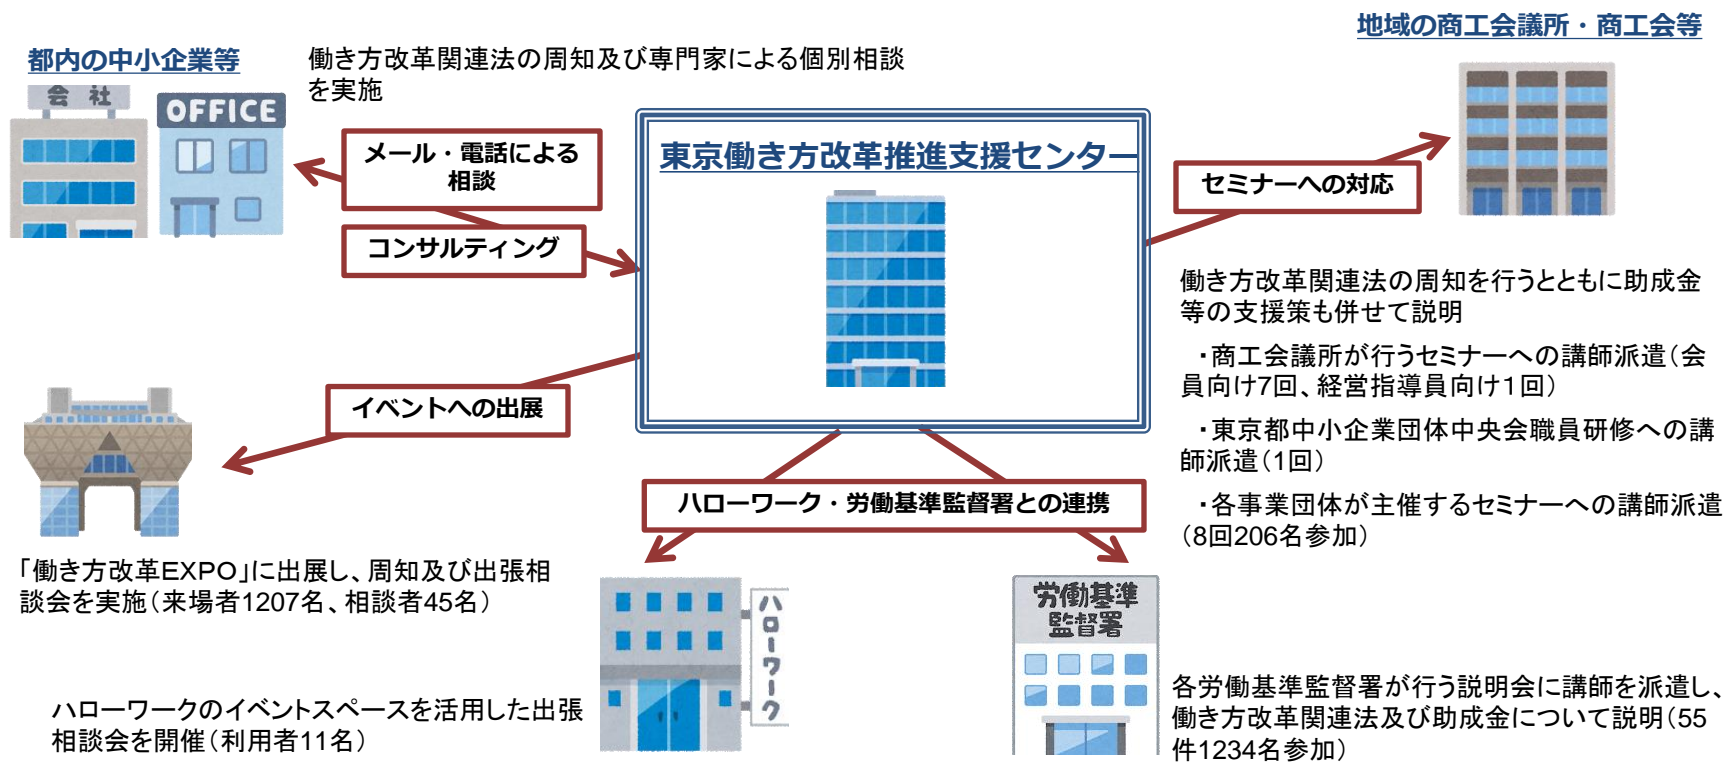 地域の商工会議所・商工会等
都内の中小企業等
働き方改革関連法の周知及び専門家による個別相談
を実施
会社
OFFICE
メール・電話による
相談
コンサルティング
東京働き方改革推進支援センター
セミナーへの対応
働き方改革関連法の周知を行うとともに助成金
等の支援策も併せて説明
・商工会議所が行うセミナーへの講師派遣（会
員向け7回、経営指導員向け１回）
・東京都中小企業団体中央会職員研修への講
師派遣（1回）
・各事業団体が主催するセミナーへの講師派遣
（8回206名参加）
イベントへの出展
「働き方改革EXPO」に出展し、周知及び出張相
談会を実施（来場者1207名、相談者45名）
ハローワーク・労働基準監督署との連携
ハローワーク
労働基準
監督署
ハローワークのイベントスペースを活用した出張
相談会を開催（利用者11名）
各労働基準監督署が行う説明会に講師を派遣し、
働き方改革関連法及び助成金について説明（55
件1234名参加）